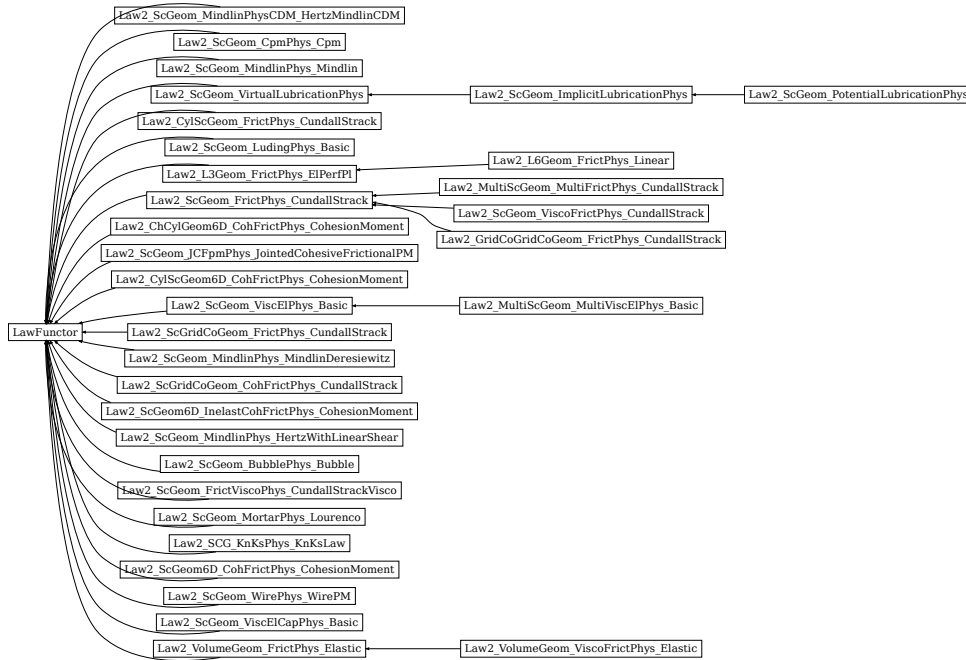 Law2_ScGeom_MindlinPhysCDM_HertzMindlinCDM
Law2_ScGeom_CpmPhys_Cpm
Law2_ScGeom_MindlinPhys_Mindlin
Law2_ScGeom_VirtualLubricationPhys
Law2_ScGeom_ImplicitLubricationPhys
Law2_ScGeom_PotentialLubricationPhys
Law2_CylScGeom_FrictPhys_CundallStrack
Law2_ScGeom_LudingPhys_Basic
Law2_L6Geom_FrictPhys_Linear
Law2_L3Geom_FrictPhys_ElPerfPl
Law2_MultiScGeom_MultiFrictPhys_CundallStrack
Law2_ScGeom_FrictPhys_CundallStrack
Law2_ScGeom_ViscoFrictPhys_CundallStrack
Law2_ChCylGeom6D_CohFrictPhys_CohesionMoment
Law2_GridCoGridCoGeom_FrictPhys_CundallStrack
Law2_ScGeom_JCFpmPhys_JointedCohesiveFrictionalPM
Law2_CylScGeom6D_CohFrictPhys_CohesionMoment
Law2_ScGeom_ViscElPhys_Basic
Law2_MultiScGeom_MultiViscElPhys_Basic
LawFunctor
Law2_ScGridCoGeom_FrictPhys_CundallStrack
Law2_ScGeom_MindlinPhys_MindlinDeresiewitz
Law2_ScGridCoGeom_CohFrictPhys_CundallStrack
Law2_ScGeom6D_InelastCohFrictPhys_CohesionMoment
Law2_ScGeom_MindlinPhys_HertzWithLinearShear
Law2_ScGeom_BubblePhys_Bubble
Law2_ScGeom_FrictViscoPhys_CundallStrackVisco
Law2_ScGeom_MortarPhys_Lourenco
Law2_SCG_KnKsPhys_KnKsLaw
Law2_ScGeom6D_CohFrictPhys_CohesionMoment
Law2_ScGeom_WirePhys_WirePM
Law2_ScGeom_ViscElCapPhys_Basic
Law2_VolumeGeom_FrictPhys_Elastic
Law2_VolumeGeom_ViscoFrictPhys_Elastic